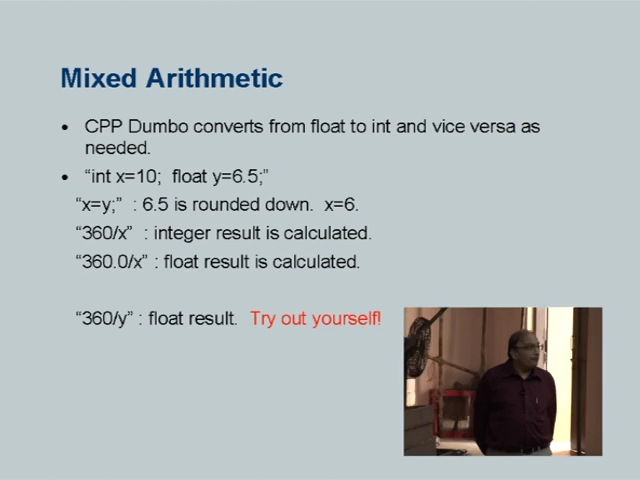 Mixed Arithmetic
• CPP Dumbo converts from float to int and vice versa as
needed.
• “int x=10;  float y=6.5;”
“x=y;”  : 6.5 is rounded down.  x=6.
“360/x”  : integer result is calculated.
“360.0/x” : float result is calculated.
“360/y” : float result.  Try out yourself!